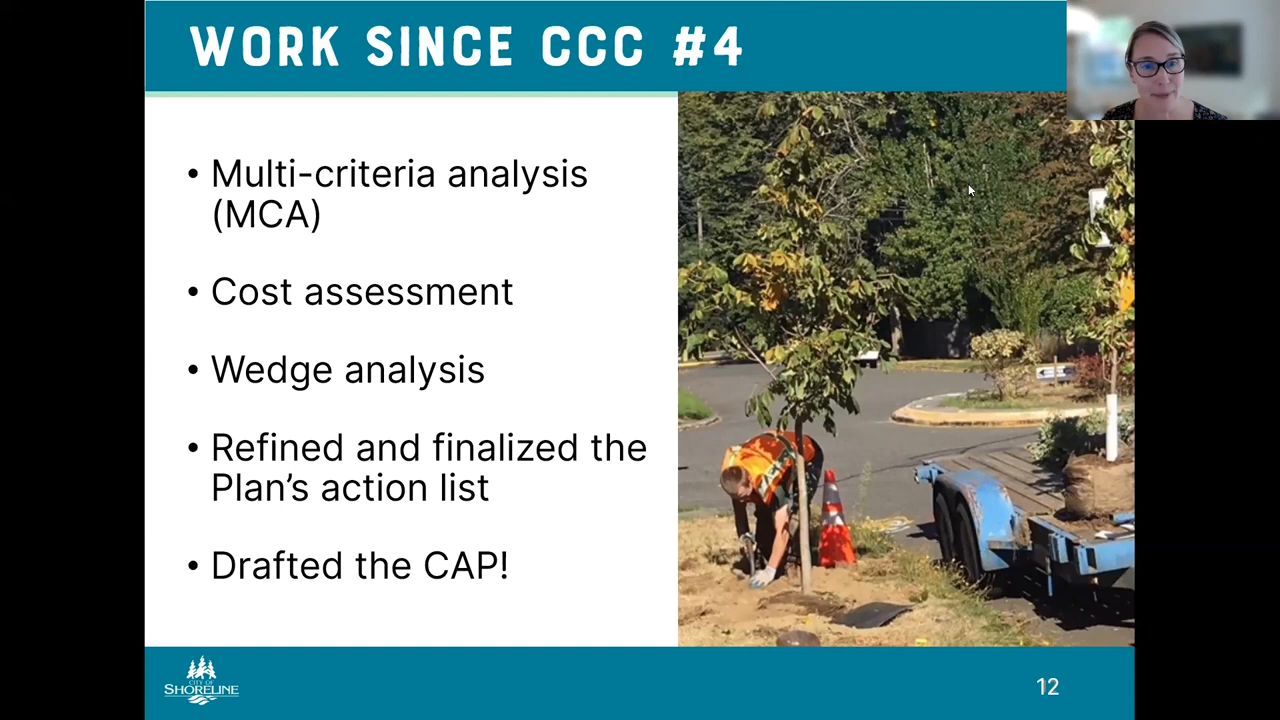 WORK SINCE CCC #4
• Multi-criteria analysis
(MCA)
• Cost assessment
• Wedge analysis
• Refined and finalized the
Plan’s action list
• Drafted the CAP!
CITY OF
SHORELINE
12